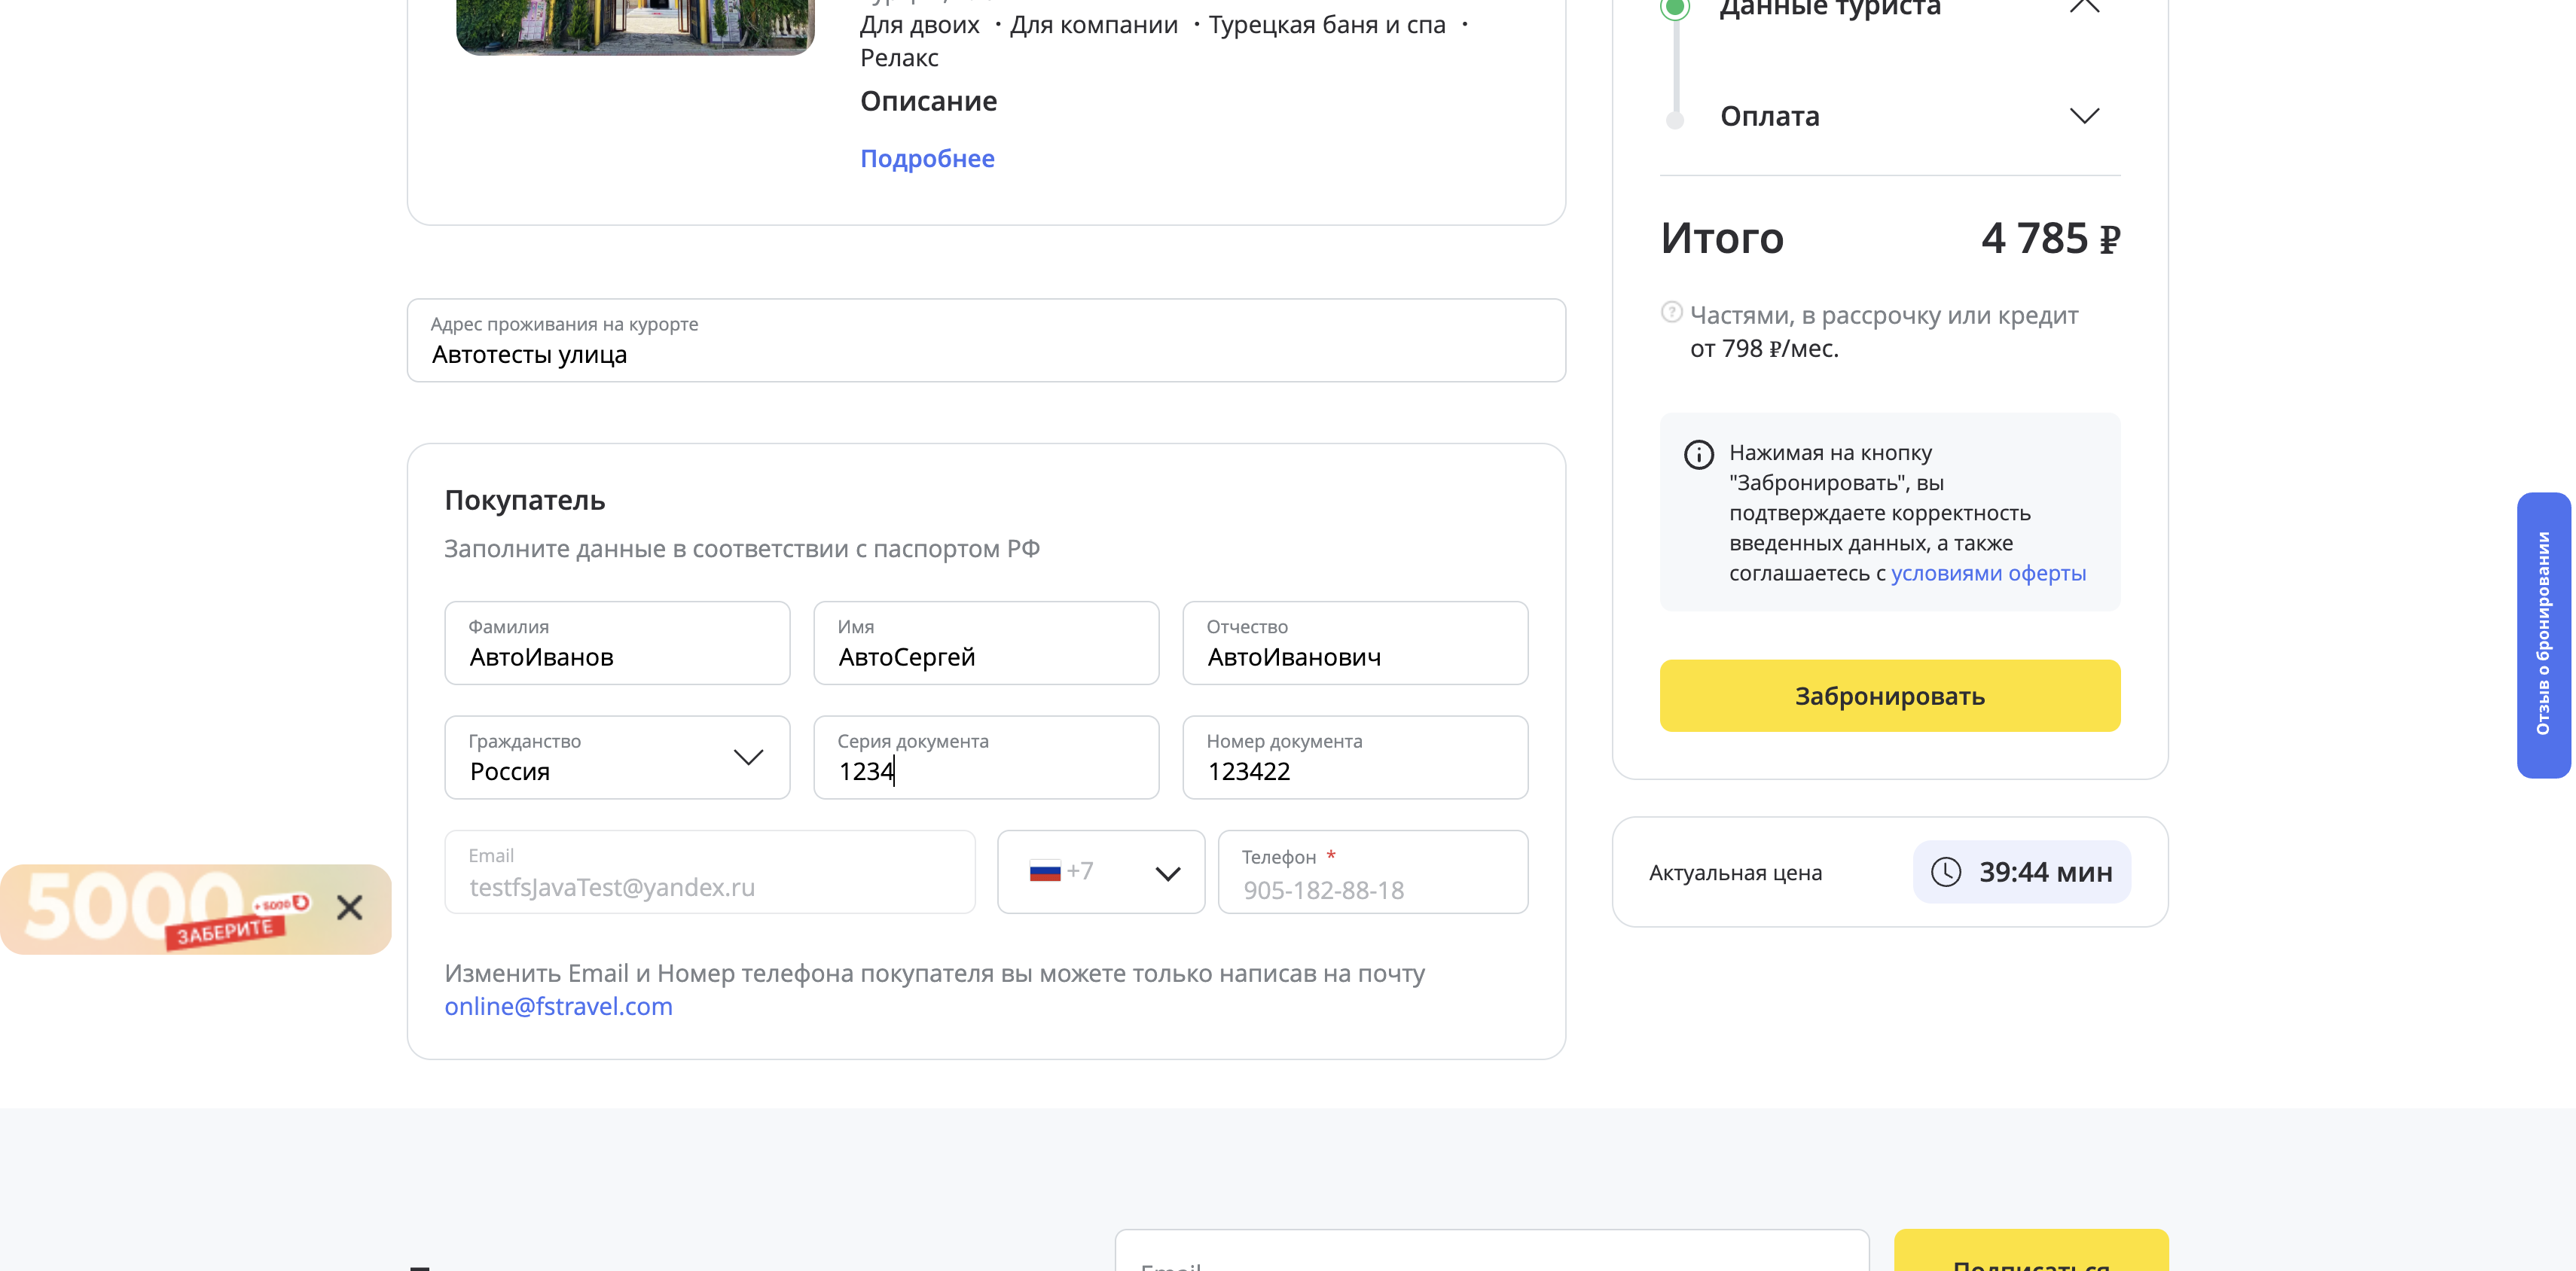 Для двоих · Для компании · Турецкая баня и спа ·
Релакс
Описание
Подробнее
Адрес проживания на курорте
Автотесты улица
Покупатель
Заполните данные в соответствии с паспортом РФ
Фамилия
АвтоИванов
Имя
АвтоСергей
Отчество
АвтоИванович
Гражданство
Россия
Серия документа
1234
Номер документа
123422
Email
testfsJavaTest@yandex.ru
+7
Телефон *
905-182-88-18
Изменить Email и Номер телефона покупателя вы можете только написав на почту
online@fstravel.com
5000
+ 5000
ЗАБЕРИТЕ
Данные туриста
Оплата
Итого 4 785 ₽
Частями, в рассрочку или кредит
от 798 ₽/мес.
Нажимая на кнопку
"Забронировать", вы
подтверждаете корректность
введенных данных, а также
соглашаетесь с условиями оферты
Забронировать
Актуальная цена 39:44 мин
Отзыв о бронировании
Email
Подписаться